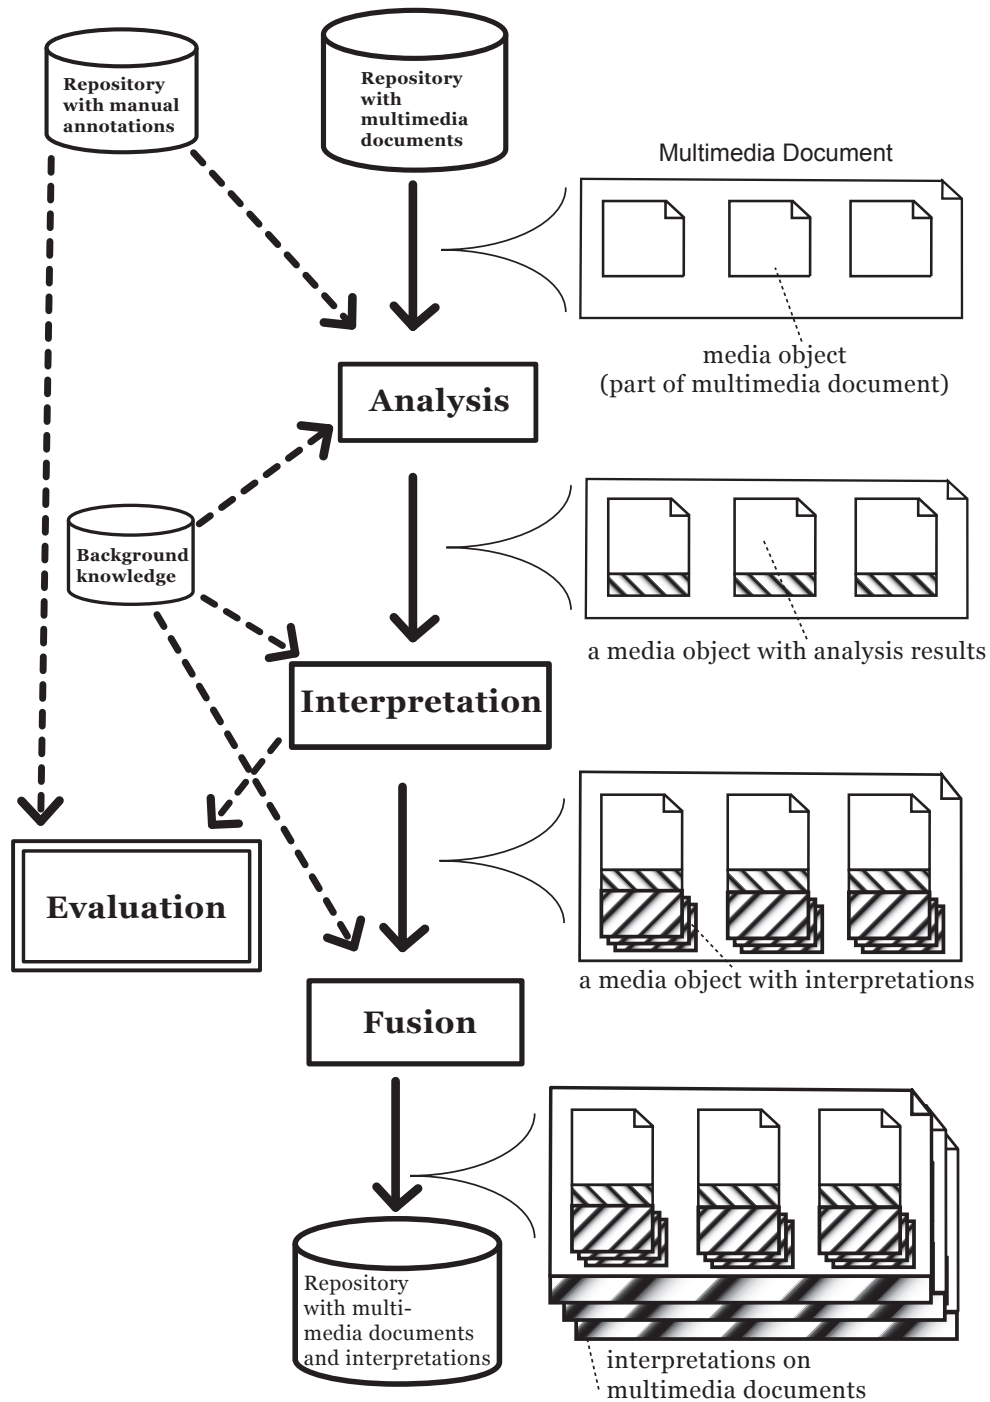 Repository
with manual
annotations
Repository
with
multimedia
documents
Multimedia Document
media object
(part of multimedia document)
Analysis
Background
knowledge
a media object with analysis results
Interpretation
Evaluation
a media object with interpretations
Fusion
Repository
with multi-
media documents
and interpretations
interpretations on
multimedia documents